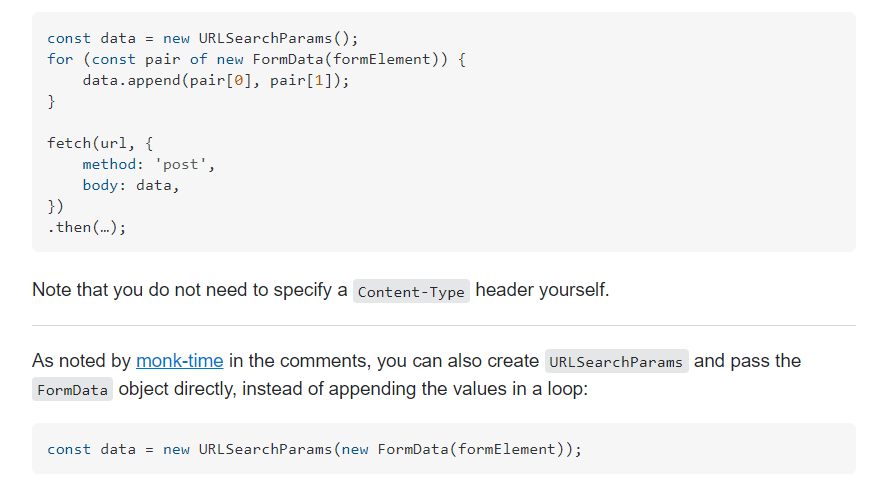 const data = new URLSearchParams();
for (const pair of new FormData(formElement)) {
    data.append(pair[0], pair[1]);
}
fetch(url, {
    method: 'post',
    body: data,
})
.then(…);
Note that you do not need to specify a Content-Type header yourself.
As noted by monk-time in the comments, you can also create URLSearchParams and pass the
FormData object directly, instead of appending the values in a loop:
const data = new URLSearchParams(new FormData(formElement));